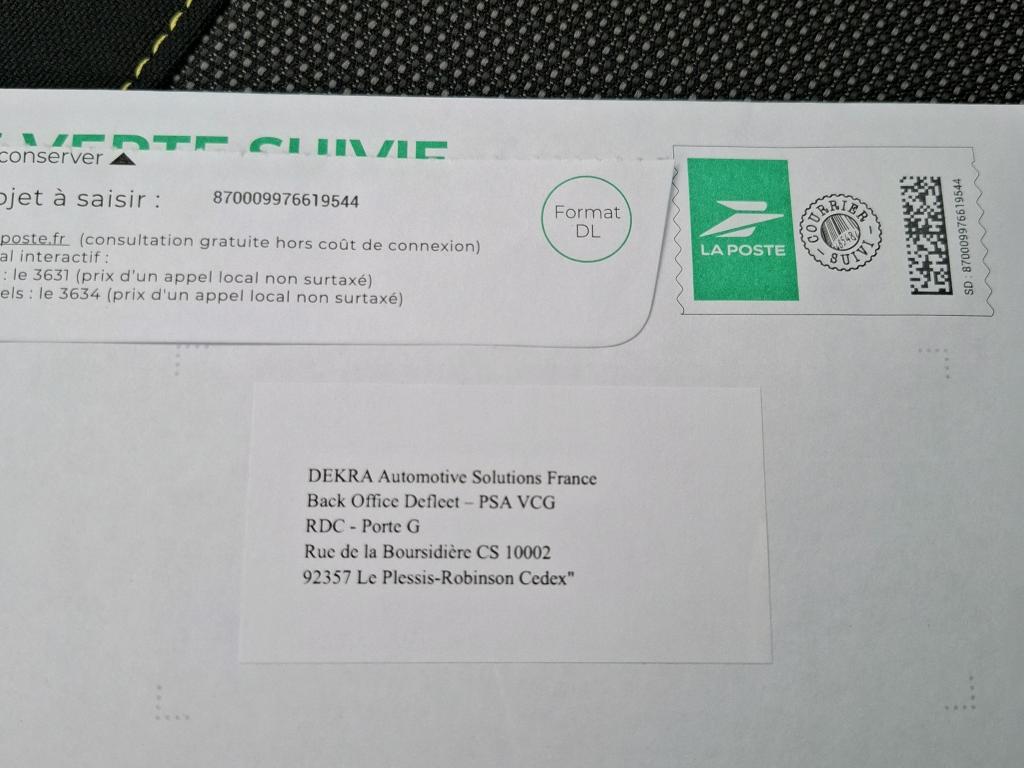 VERTE SUIVIE
conserver ▲
jet à saisir : 870009976619544
poste.fr (consultation gratuite hors coût de connexion)
al interactif :
: le 3631 (prix d'un appel local non surtaxé)
els : le 3634 (prix d'un appel local non surtaxé)
Format
DL
LA POSTE
COURRIER
SUIVI
SD : 870009976619544
DEKRA Automotive Solutions France
Back Office Defleet – PSA VCG
RDC - Porte G
Rue de la Boursidière CS 10002
92357 Le Plessis-Robinson Cedex"